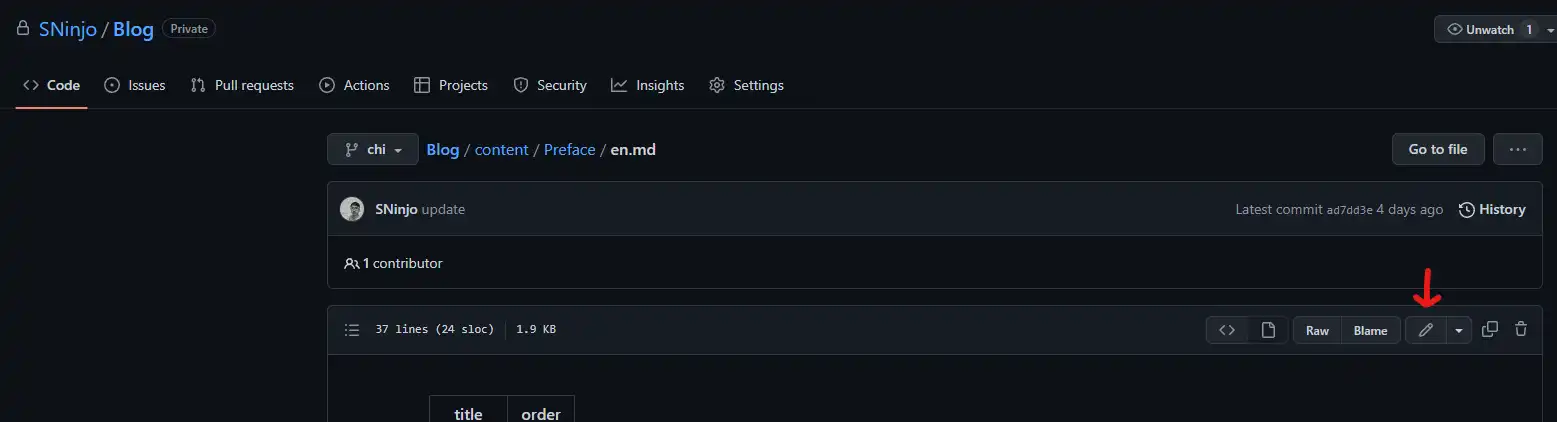 SNinjo / Blog Private Unwatch 1
Code Issues Pull requests Actions Projects Security Insights Settings
chi Blog / content / Preface / en.md Go to file ...
SNinjo update Latest commit ad7dd3e 4 days ago History
1 contributor
37 lines (24 sloc) 1.9 KB <> Raw Blame
title order